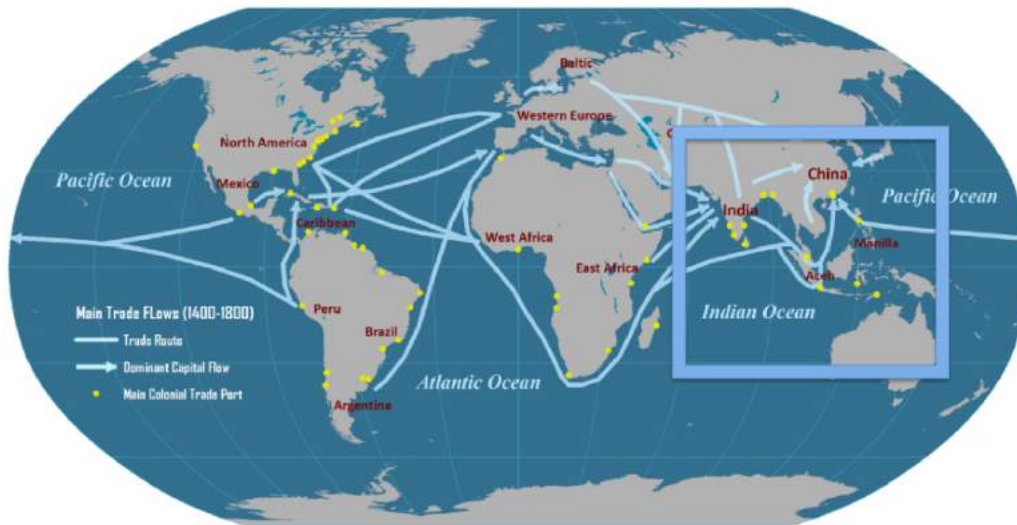 Baltic
Western Europe
North America
Pacific Ocean
Mexico
China
Pacific Ocean
India
Caribbean
West Africa
Manilla
East Africa
Aceh
Main Trade FLows (1400-1800)
Peru
Indian Ocean
Trade Route
Brazil
Dominant Capital Flow
Atlantic Ocean
Main Colonial Trade Port
Argentina